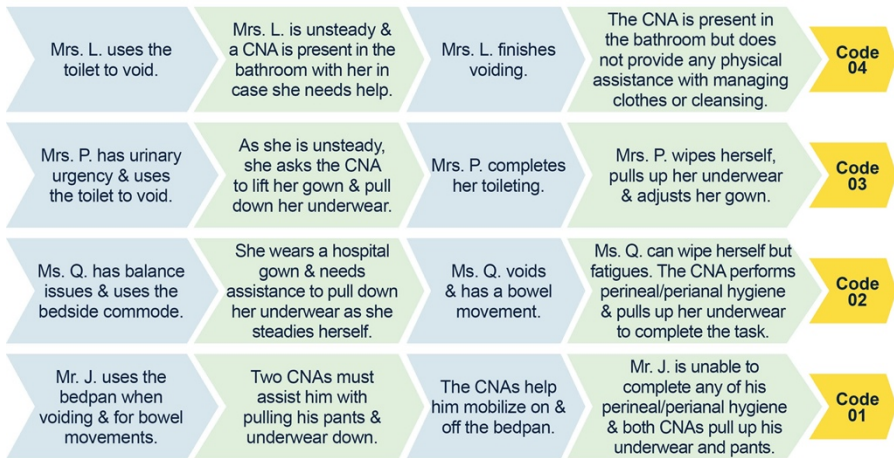 Mrs. L. uses the
toilet to void.
Mrs. L. is unsteady &
a CNA is present in the
bathroom with her in
case she needs help.
Mrs. L. finishes
voiding.
The CNA is present in
the bathroom but does
not provide any physical
assistance with managing
clothes or cleansing.
Code
04
Mrs. P. has urinary
urgency & uses
the toilet to void.
As she is unsteady,
she asks the CNA
to lift her gown & pull
down her underwear.
Mrs. P. completes
her toileting.
Mrs. P. wipes herself,
pulls up her underwear
& adjusts her gown.
Code
03
Ms. Q. has balance
issues & uses the
bedside commode.
She wears a hospital
gown & needs
assistance to pull down
her underwear as she
steadies herself.
Ms. Q. voids
& has a bowel
movement.
Ms. Q. can wipe herself but
fatigues. The CNA performs
perineal/perianal hygiene
& pulls up her underwear
to complete the task.
Code
02
Mr. J. uses the
bedpan when
voiding & for bowel
movements.
Two CNAs must
assist him with
pulling his pants &
underwear down.
The CNAs help
him mobilize on &
off the bedpan.
Mr. J. is unable to
complete any of his
perineal/perianal hygiene
& both CNAs pull up his
underwear and pants.
Code
01